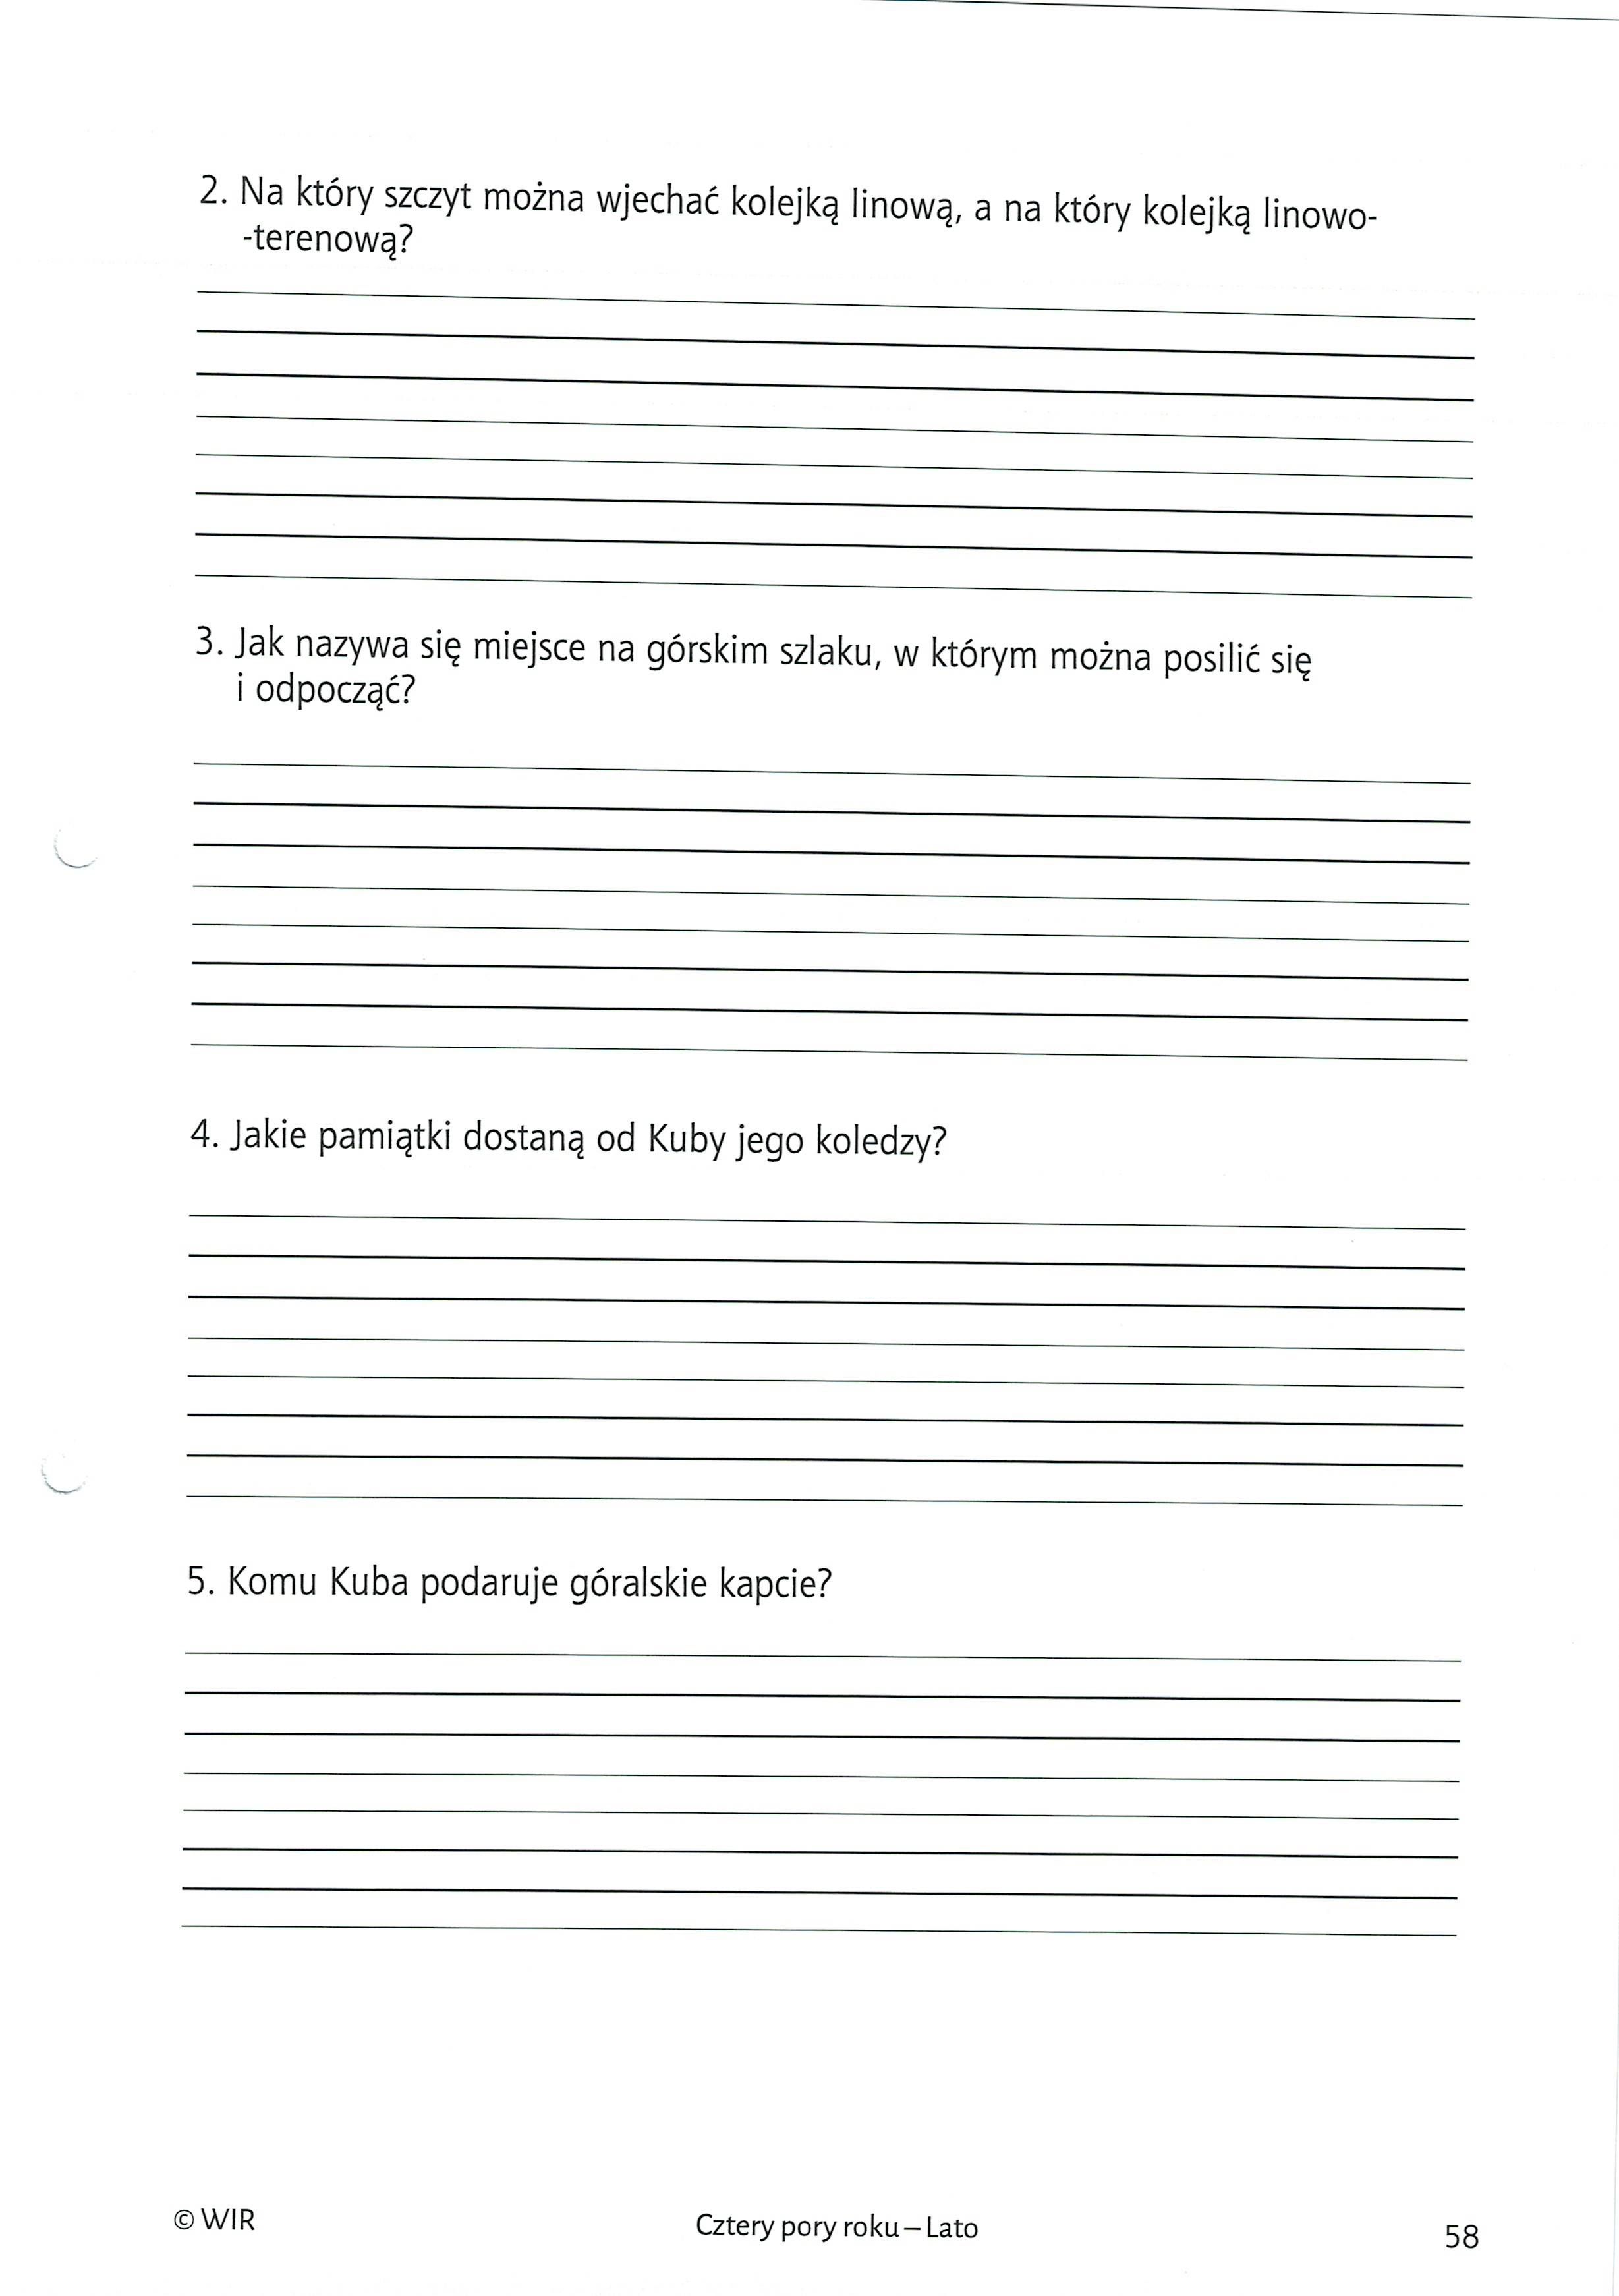 2. Na który szczyt można wjechać kolejką linową, a na który kolejką linowo-
-terenową?
3. Jak nazywa się miejsce na górskim szlaku, w którym można posilić się
i odpocząć?
4. Jakie pamiątki dostaną od Kuby jego koledzy?
5. Komu Kuba podaruje góralskie kapcie?
© WIR
Cztery pory roku – Lato
58